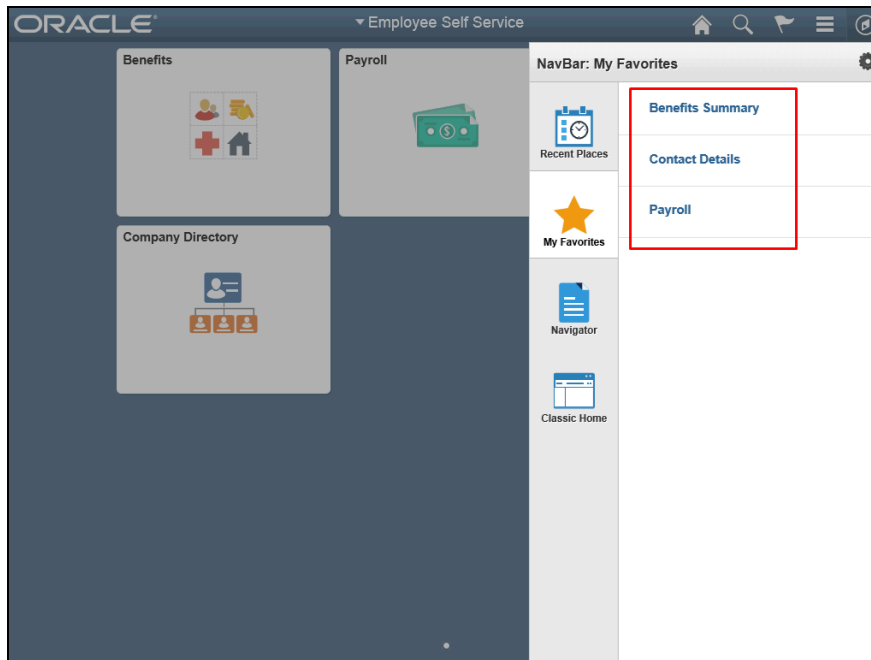 ORACLE
Employee Self Service
Benefits
Payroll
Company Directory
NavBar: My Favorites
Recent Places
My Favorites
Navigator
Classic Home
Benefits Summary
Contact Details
Payroll